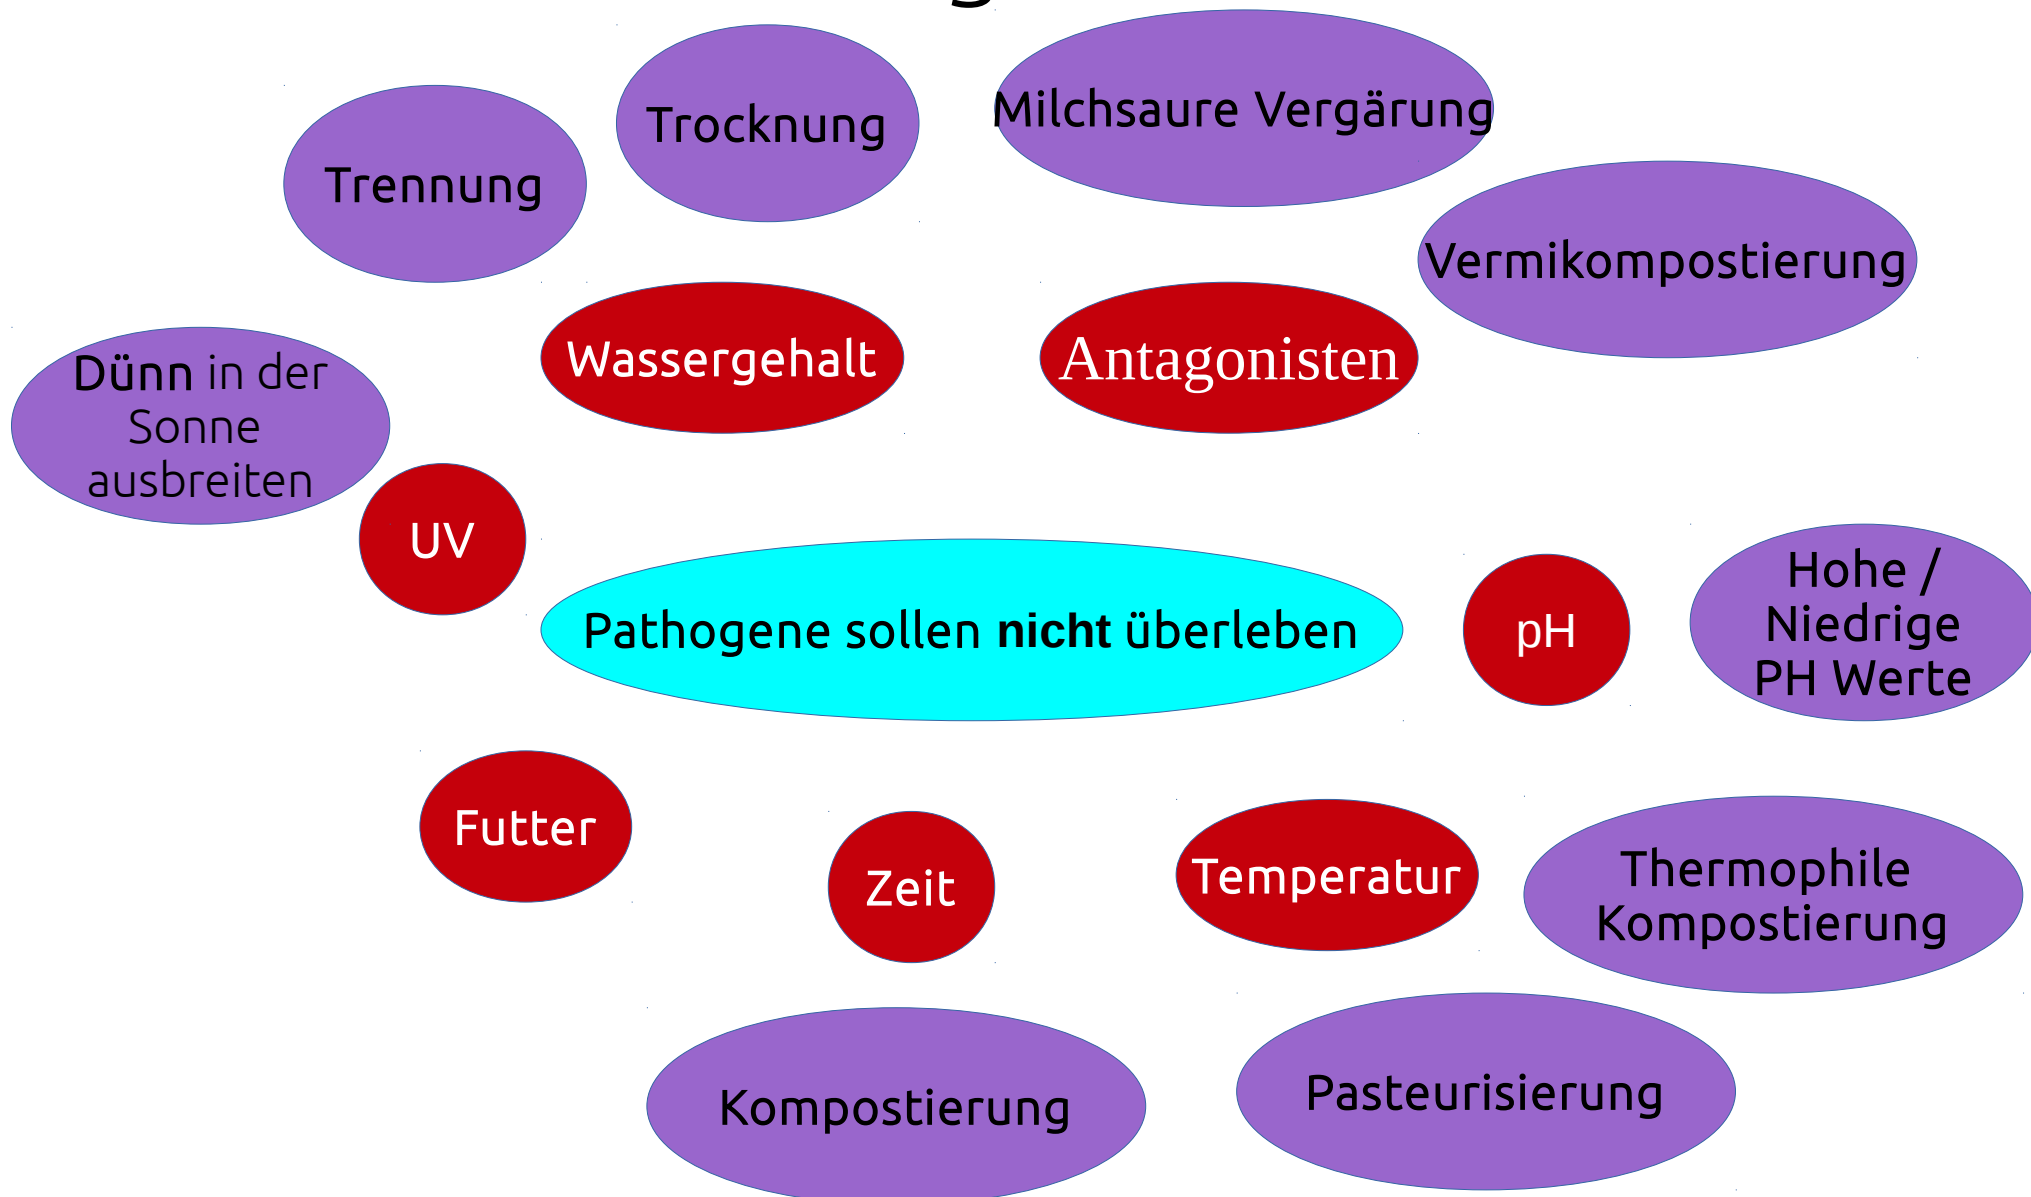 Trocknung
Milchsaure Vergärung
Trennung
Vermikompostierung
Wassergehalt
Antagonisten
Dünn in der
Sonne
ausbreiten
UV
Pathogene sollen nicht überleben
pH
Hohe /
Niedrige
PH Werte
Futter
Zeit
Temperatur
Thermophile
Kompostierung
Kompostierung
Pasteurisierung